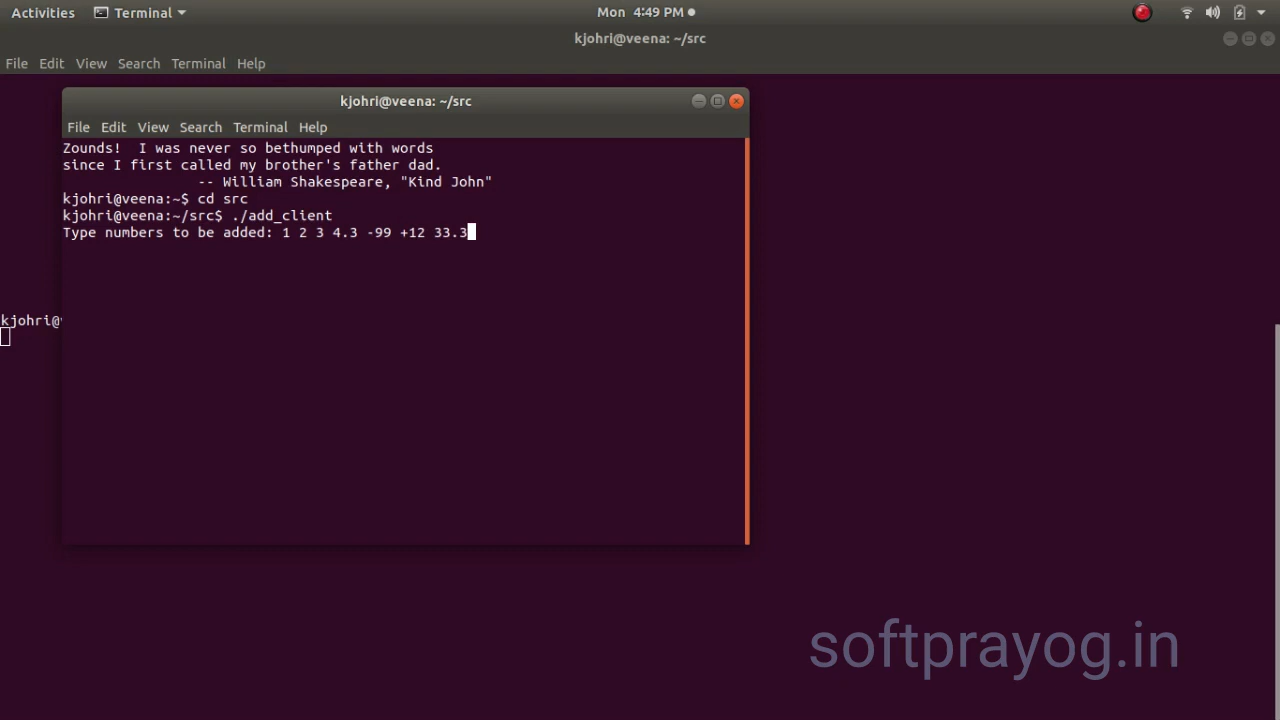 Activities Terminal Mon 4:49 PM
kjohri@veena: ~/src
File Edit View Search Terminal Help
kjohri@veena: ~/src
File Edit View Search Terminal Help
Zounds!  I was never so bethumped with words
since I first called my brother's father dad.
                -- William Shakespeare, "Kind John"
kjohri@veena:~$ cd src
kjohri@veena:~/src$ ./add_client
Type numbers to be added: 1 2 3 4.3 -99 +12 33.3
kjohri@
softprayog.in